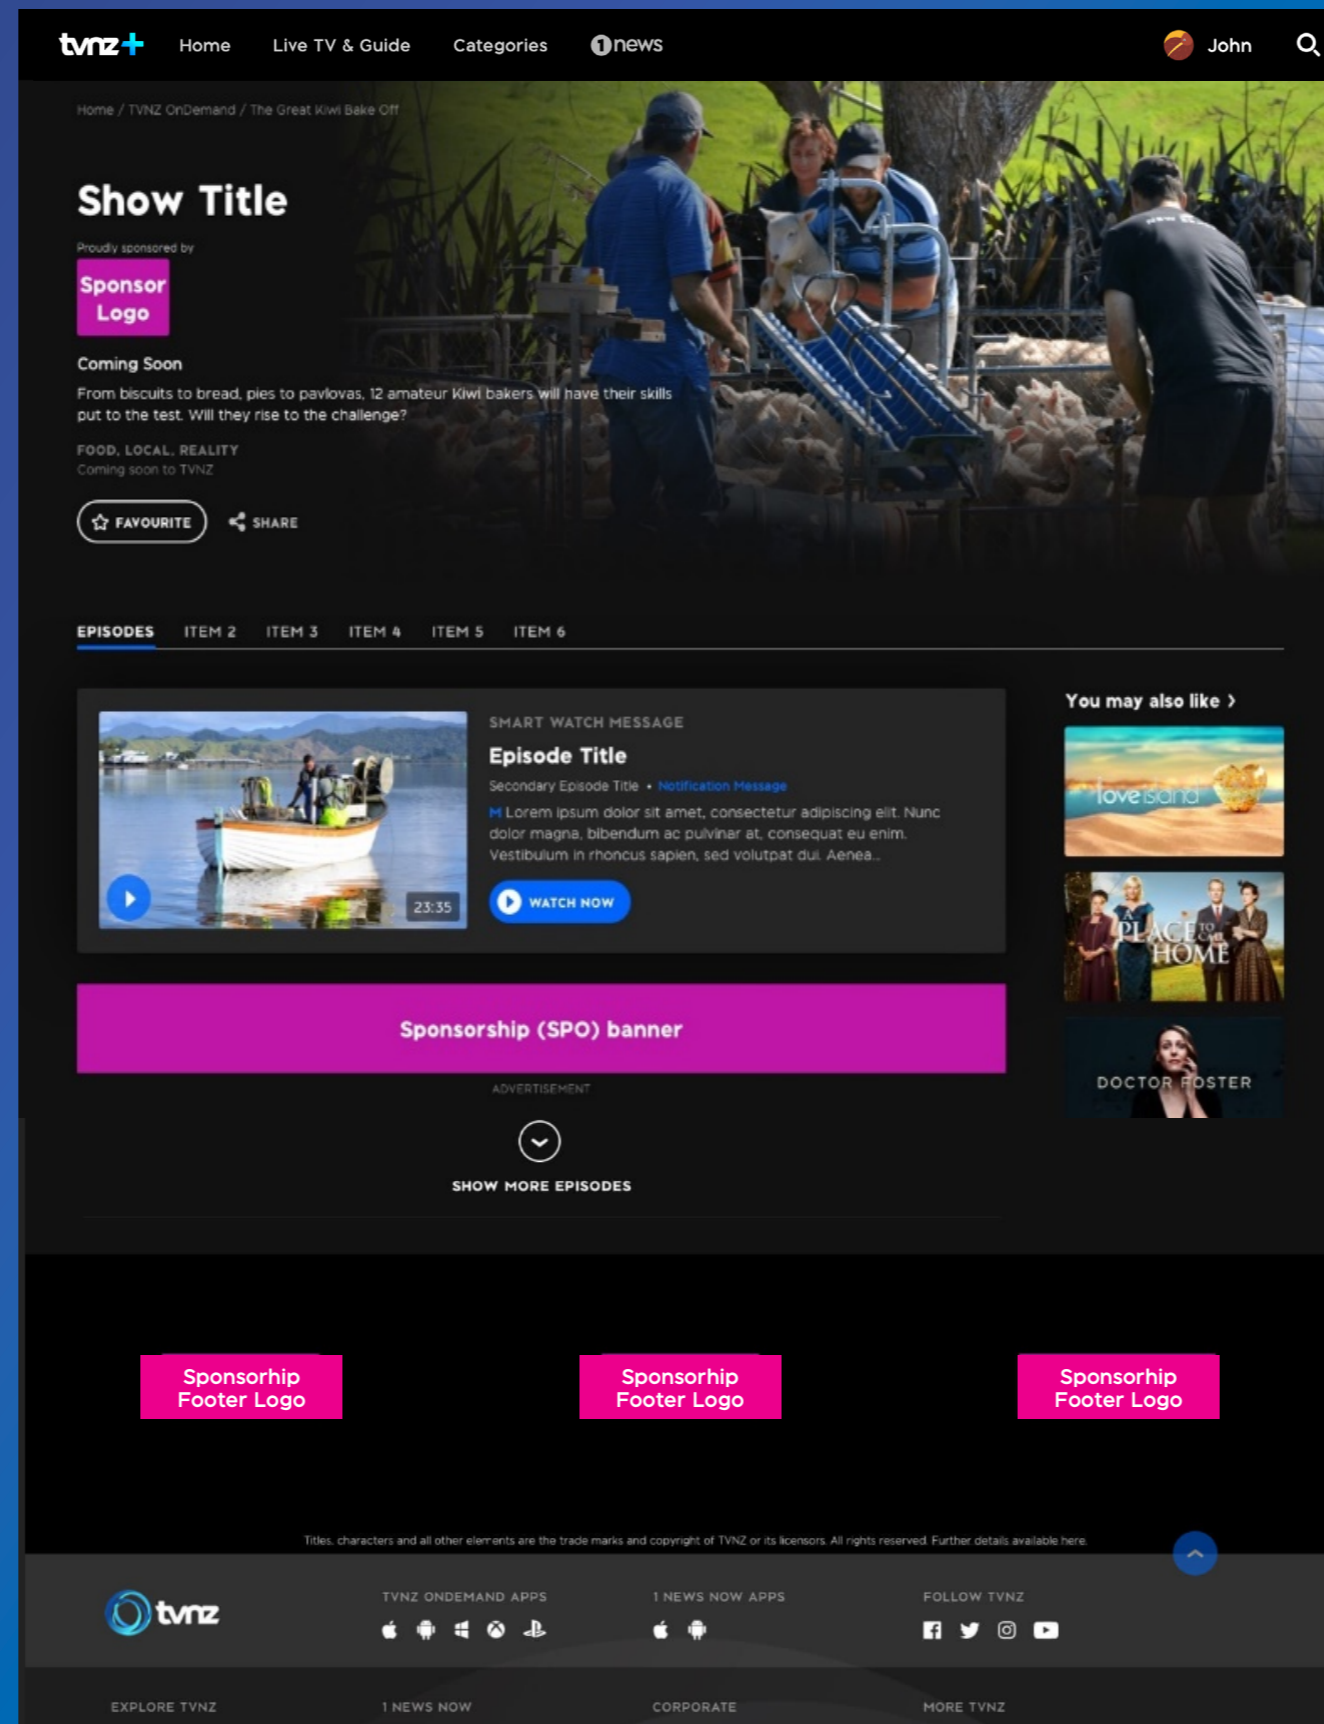 tvnz+ Home Live TV & Guide Categories 1news John
Home / TVNZ OnDemand / The Great Kiwi Bake Off
Show Title
Proudly sponsored by
Sponsor
Logo
Coming Soon
From biscuits to bread, pies to pavlovas, 12 amateur Kiwi bakers will have their skills
put to the test. Will they rise to the challenge?
FOOD, LOCAL, REALITY
Coming soon to TVNZ
FAVOURITE SHARE
EPISODES ITEM 2 ITEM 3 ITEM 4 ITEM 5 ITEM 6
SMART WATCH MESSAGE
Episode Title
Secondary Episode Title • Notification Message
M Lorem ipsum dolor sit amet, consectetur adipiscing elit. Nunc
dolor magna, bibendum ac pulvinar at, consequat eu enim.
Vestibulum in rhoncus sapien, sed volutpat dui. Aenea...
23:35
WATCH NOW
You may also like >
love island
A
PLACE TO CALL
HOME
DOCTOR FOSTER
Sponsorship (SPO) banner
ADVERTISEMENT
SHOW MORE EPISODES
Sponsorhip
Footer Logo
Sponsorhip
Footer Logo
Sponsorhip
Footer Logo
Titles, characters and all other elements are the trade marks and copyright of TVNZ or its licensors. All rights reserved. Further details available here.
tvnz
TVNZ ONDEMAND APPS
1 NEWS NOW APPS
FOLLOW TVNZ
EXPLORE TVNZ
1 NEWS NOW
CORPORATE
MORE TVNZ